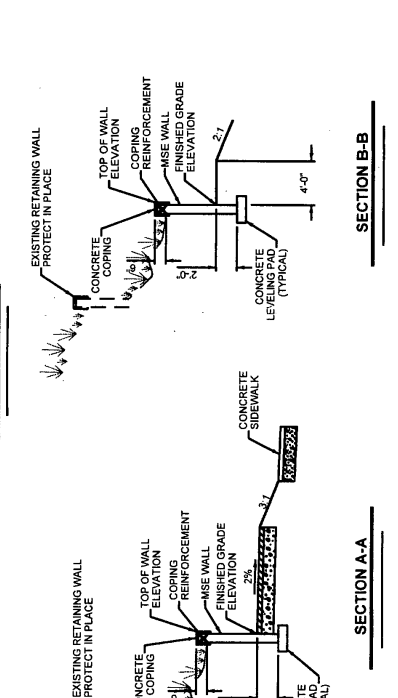 EXISTING RETAINING WALL
PROTECT IN PLACE
TOP OF WALL
ELEVATION
COPING
REINFORCEMENT
MSE WALL
FINISHED GRADE
ELEVATION
2:1
CONCRETE
COPING
2'-0"
CONCRETE
LEVELING PAD
(TYPICAL)
4'-0"
SECTION B-B
EXISTING RETAINING WALL
PROTECT IN PLACE
TOP OF WALL
ELEVATION
COPING
REINFORCEMENT
MSE WALL
FINISHED GRADE
ELEVATION
2%
3:1
CONCRETE
SIDEWALK
COPING
SECTION A-A